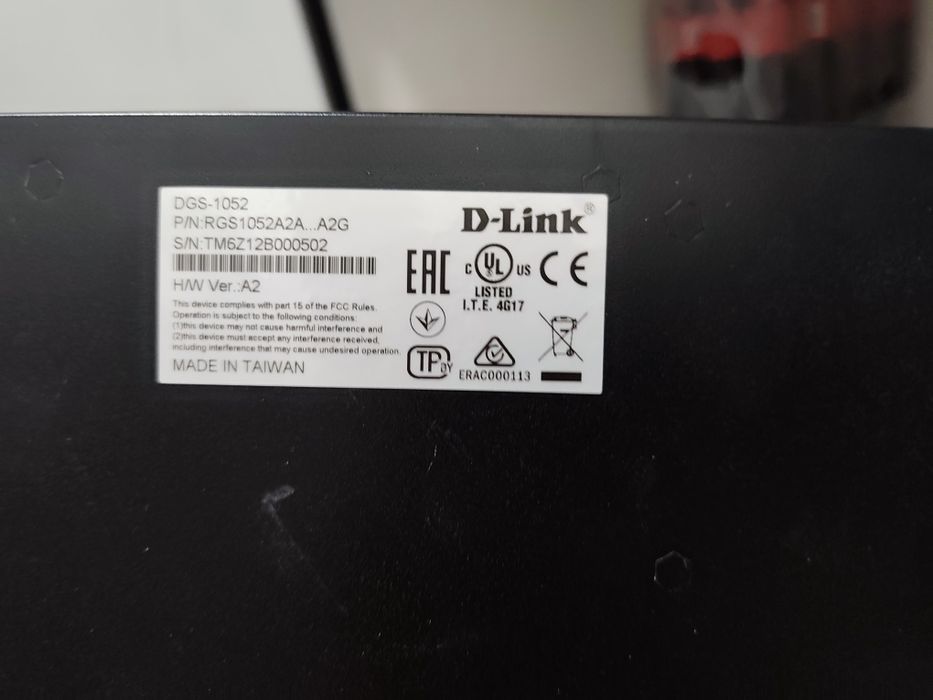 DGS-1052
P/N:RGS1052A2A...A2G
S/N:TM6Z12B000502
H/W Ver.:A2
This device complies with part 15 of the FCC Rules.
Operation is subject to the following conditions:
(1)this device may not cause harmful interference and
(2)this device must accept any interference received,
including interference that may cause undesired operation.
MADE IN TAIWAN
D-Link®
EAC
C UL US
CE
LISTED
I.T.E. 4G17
TP BY
ERAC000113